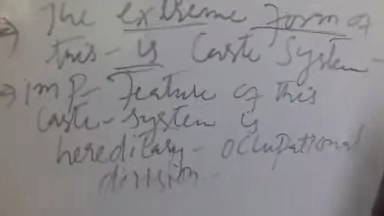 → The extreme form of
this - is Caste System -
→ imp - Feature of this
Caste - system is
hereditary - occupational
division -